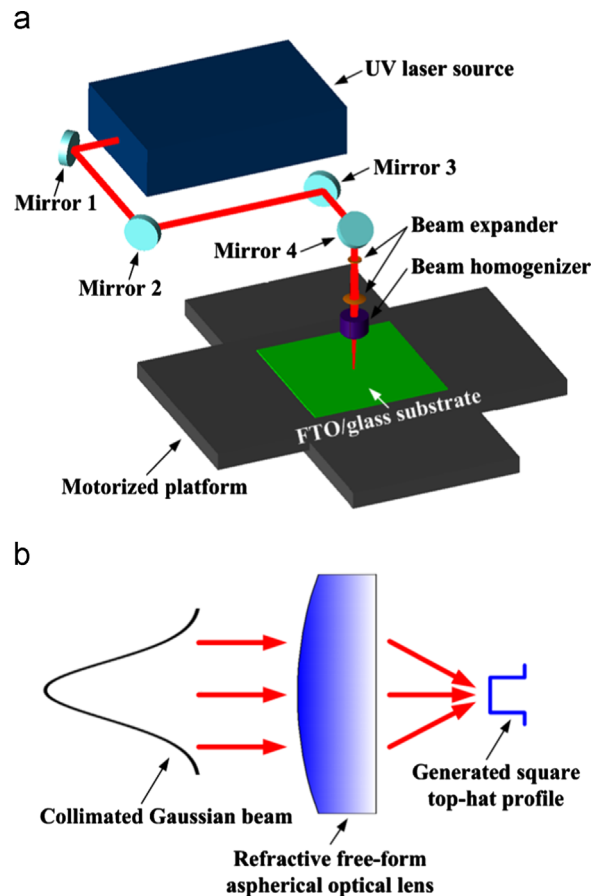 a
UV laser source
Mirror 1
Mirror 3
Mirror 2
Mirror 4
Beam expander
Beam homogenizer
FTO/glass substrate
Motorized platform
b
Collimated Gaussian beam
Generated square
top-hat profile
Refractive free-form
aspherical optical lens